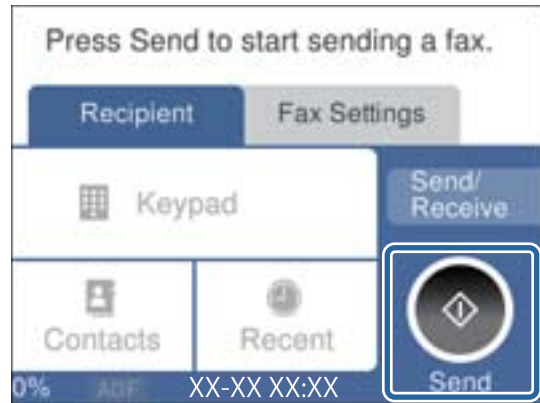 Press Send to start sending a fax.
Recipient
Fax Settings
Keypad
Send/
Receive
Contacts
Recent
Send
0%
ADF
XX-XX XX:XX